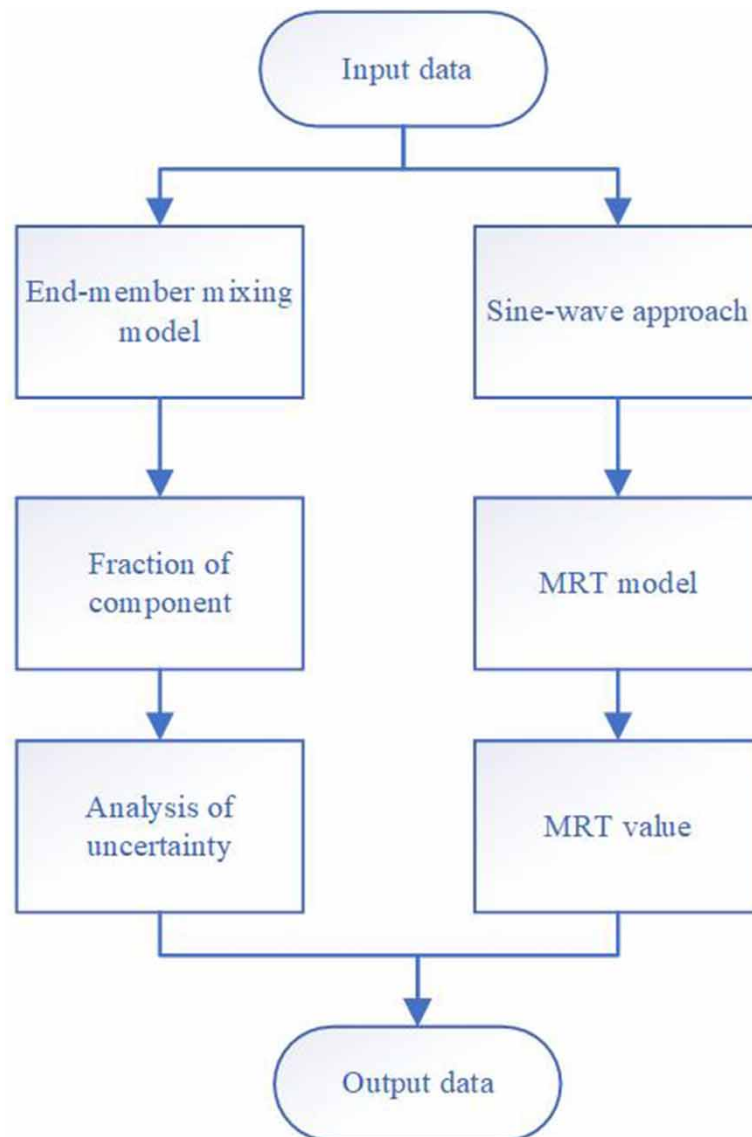 Input data
End-member mixing
model
Sine-wave approach
Fraction of
component
MRT model
Analysis of
uncertainty
MRT value
Output data